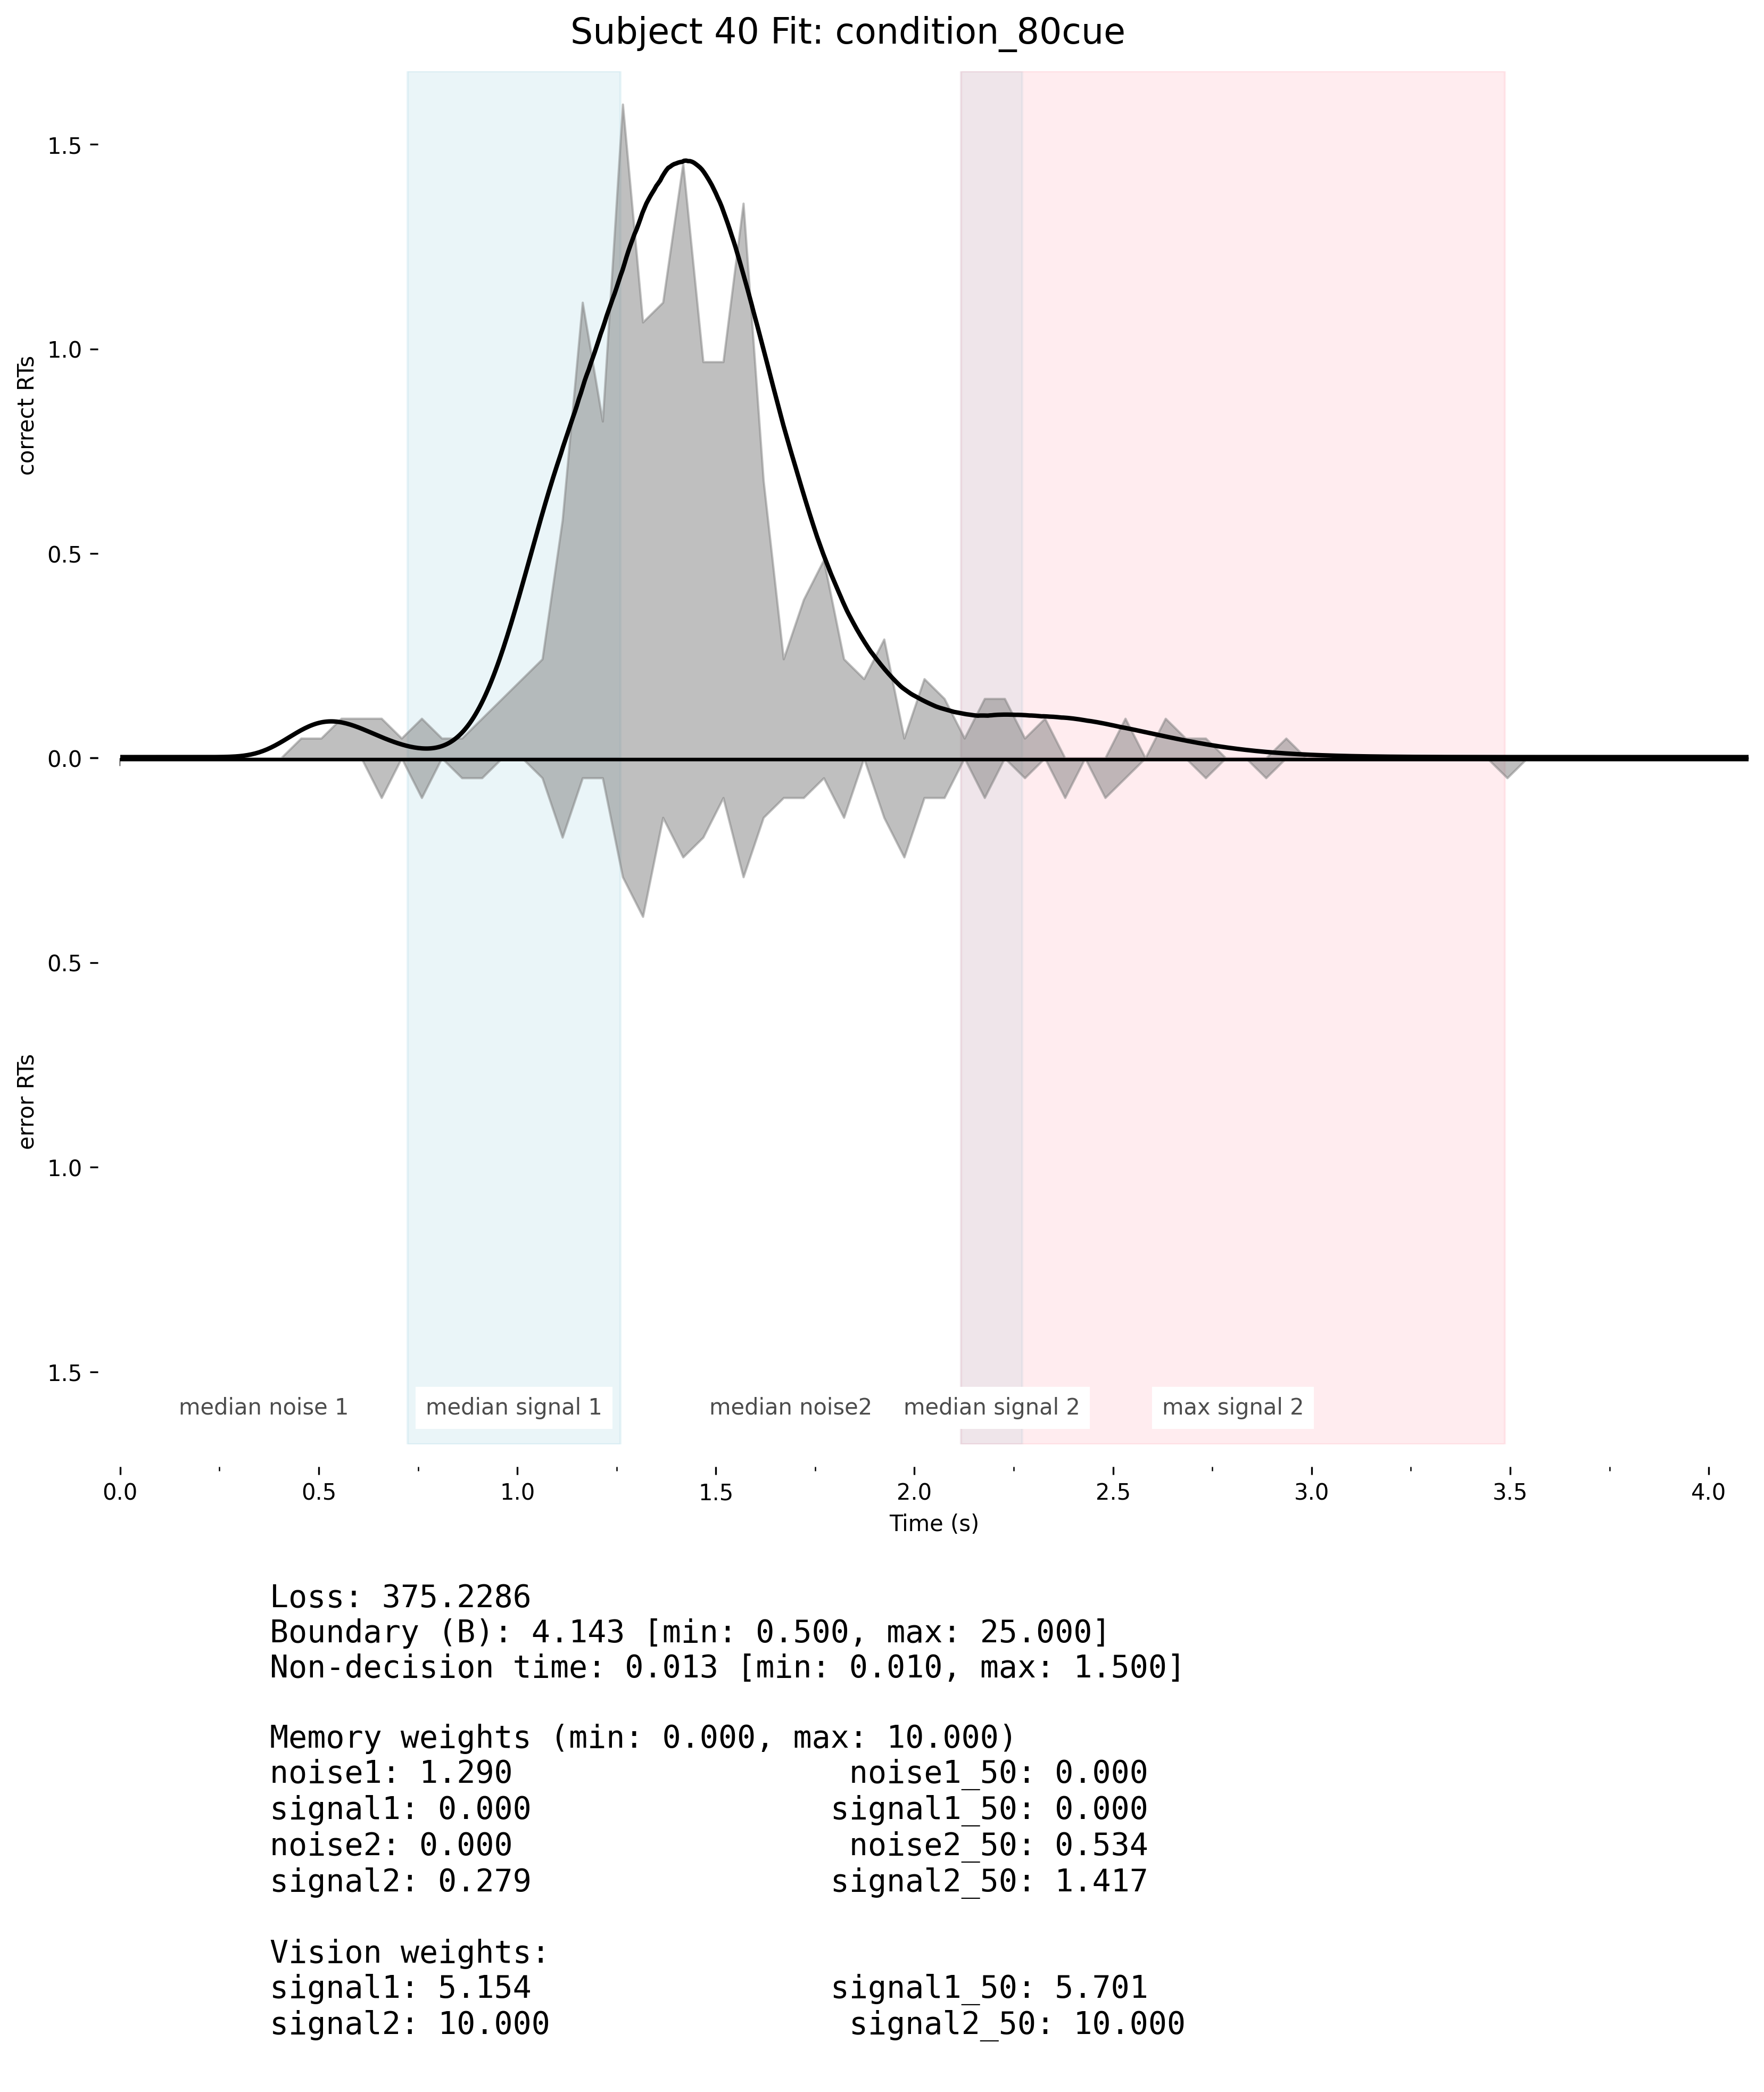 Subject 40 Fit: condition_80cue
1.5
1.0
0.5
0.0
0.5
1.0
1.5
correct RTs
error RTs
median noise 1
median signal 1
median noise2
median signal 2
max signal 2
0.0 0.5 1.0 1.5 2.0 2.5 3.0 3.5 4.0
Time (s)
Loss: 375.2286
Boundary (B): 4.143 [min: 0.500, max: 25.000]
Non-decision time: 0.013 [min: 0.010, max: 1.500]
Memory weights (min: 0.000, max: 10.000)
noise1: 1.290 noise1_50: 0.000
signal1: 0.000 signal1_50: 0.000
noise2: 0.000 noise2_50: 0.534
signal2: 0.279 signal2_50: 1.417
Vision weights:
signal1: 5.154 signal1_50: 5.701
signal2: 10.000 signal2_50: 10.000